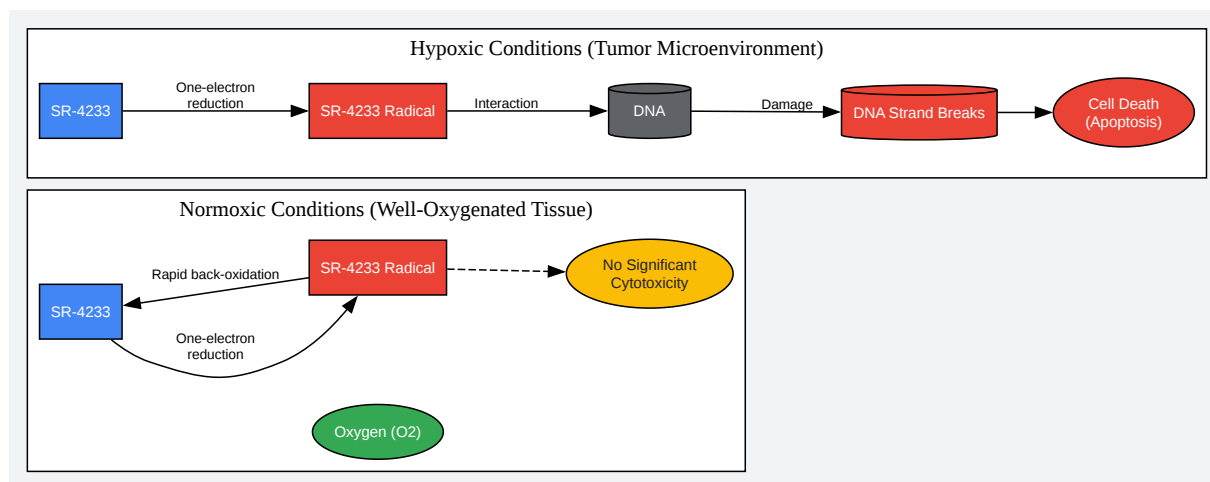 Hypoxic Conditions (Tumor Microenvironment)
SR-4233
One-electron
reduction
SR-4233 Radical
Interaction
DNA
Damage
DNA Strand Breaks
Cell Death
(Apoptosis)
Normoxic Conditions (Well-Oxygenated Tissue)
SR-4233
Rapid back-oxidation
One-electron
reduction
SR-4233 Radical
No Significant
Cytotoxicity
Oxygen (O2)